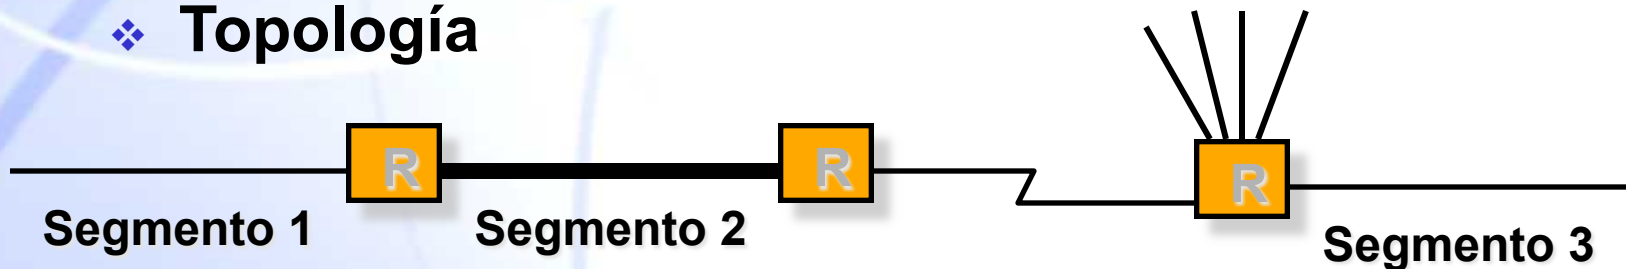 Topología
R
R
R
Segmento 1
Segmento 2
Segmento 3